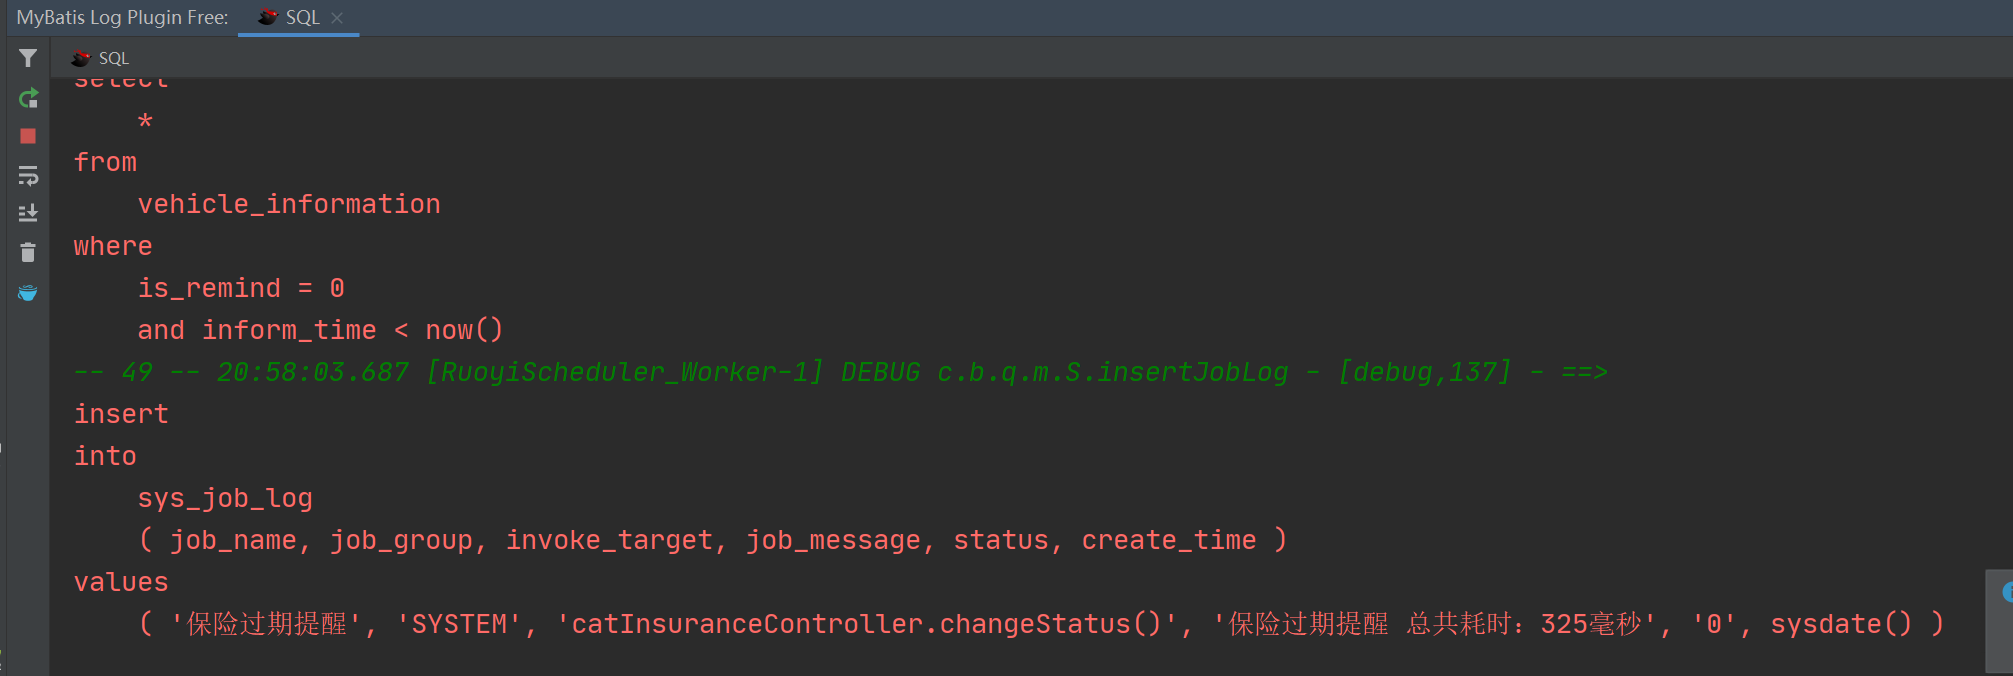 MyBatis Log Plugin Free: SQL
SQL
select
*
from
vehicle_information
where
is_remind = 0
and inform_time < now()
-- 49 -- 20:58:03.687 [RuoyiScheduler_Worker-1] DEBUG c.b.q.m.S.insertJobLog - [debug,137] - ==>
insert
into
sys_job_log
( job_name, job_group, invoke_target, job_message, status, create_time )
values
( '保险过期提醒', 'SYSTEM', 'catInsuranceController.changeStatus()', '保险过期提醒 总共耗时：325毫秒', '0', sysdate() )